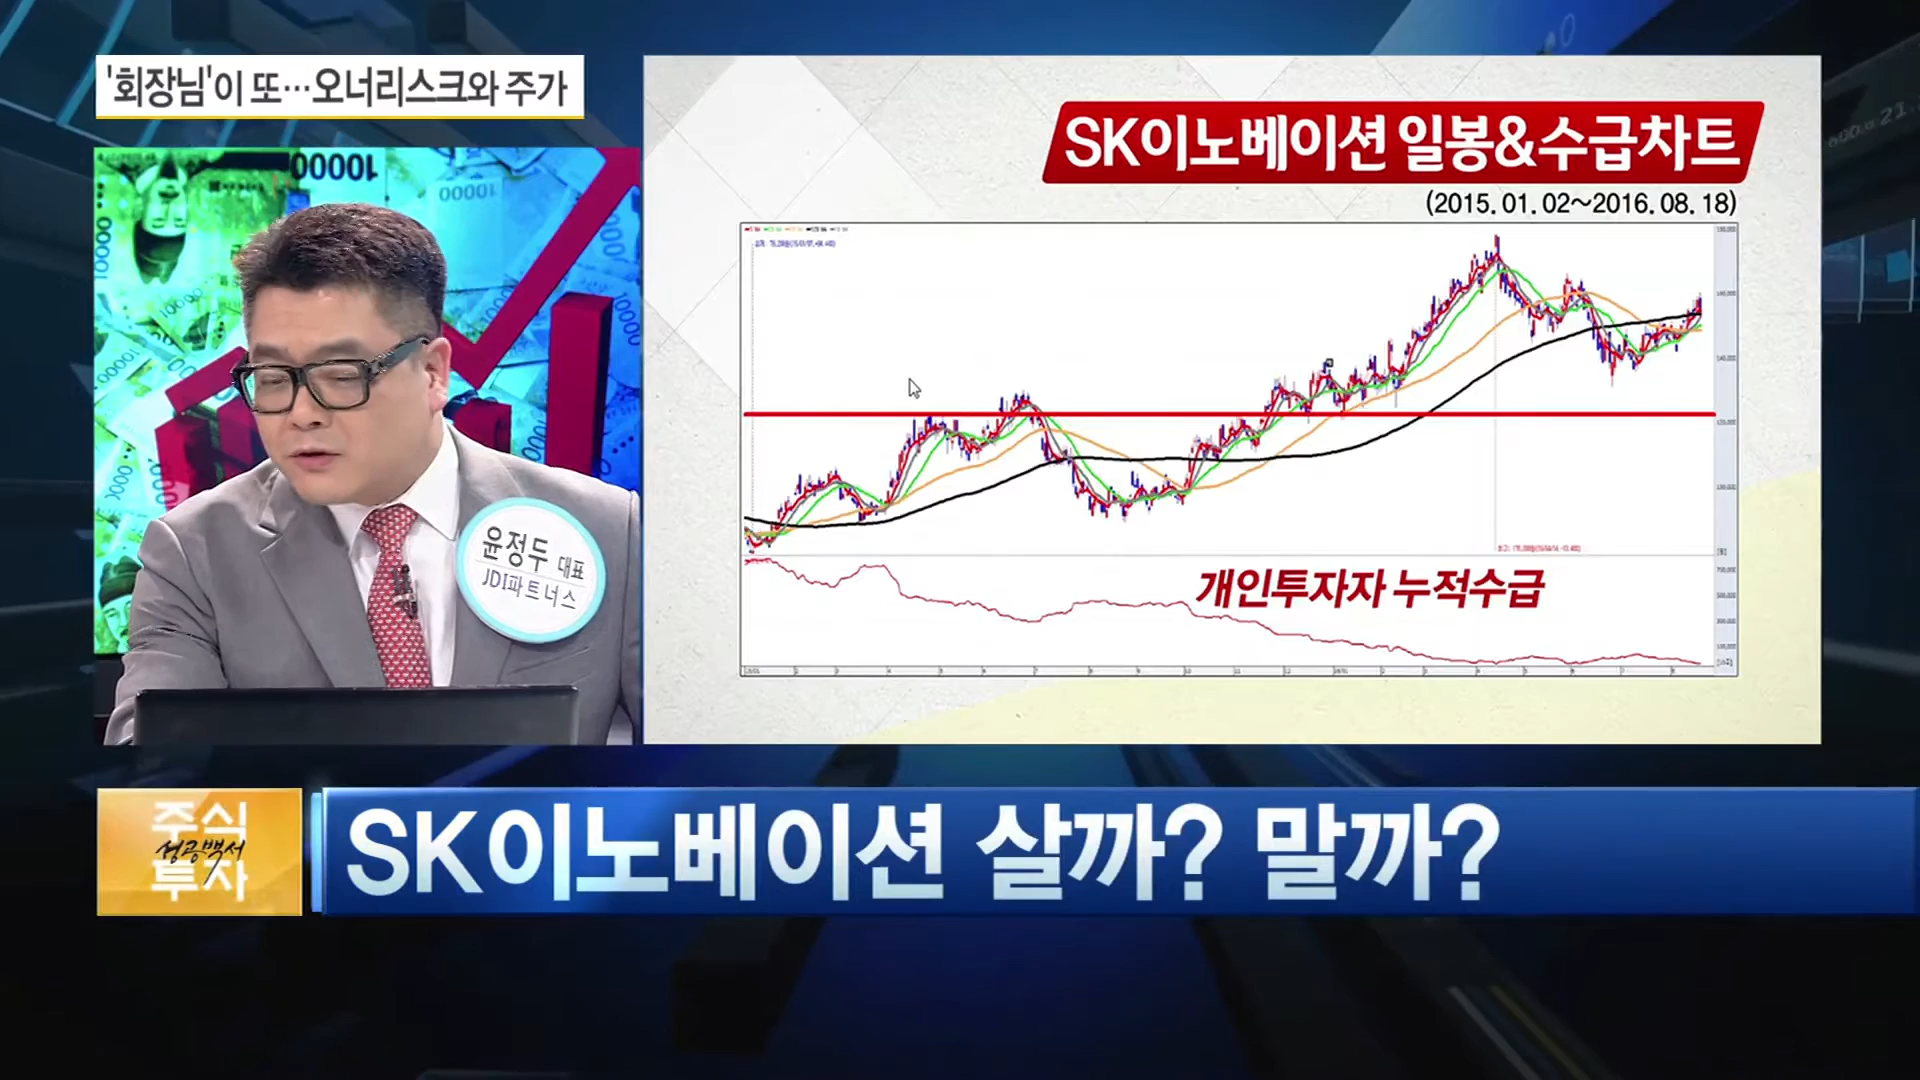 '회장님'이 또…오너리스크와 주가
SK이노베이션 일봉&수급차트
(2015.01.02~2016.08.18)
10000
윤정두 대표
JDI파트너스
개인투자자 누적수급
주식
성공백서
투자
SK이노베이션 살까? 말까?